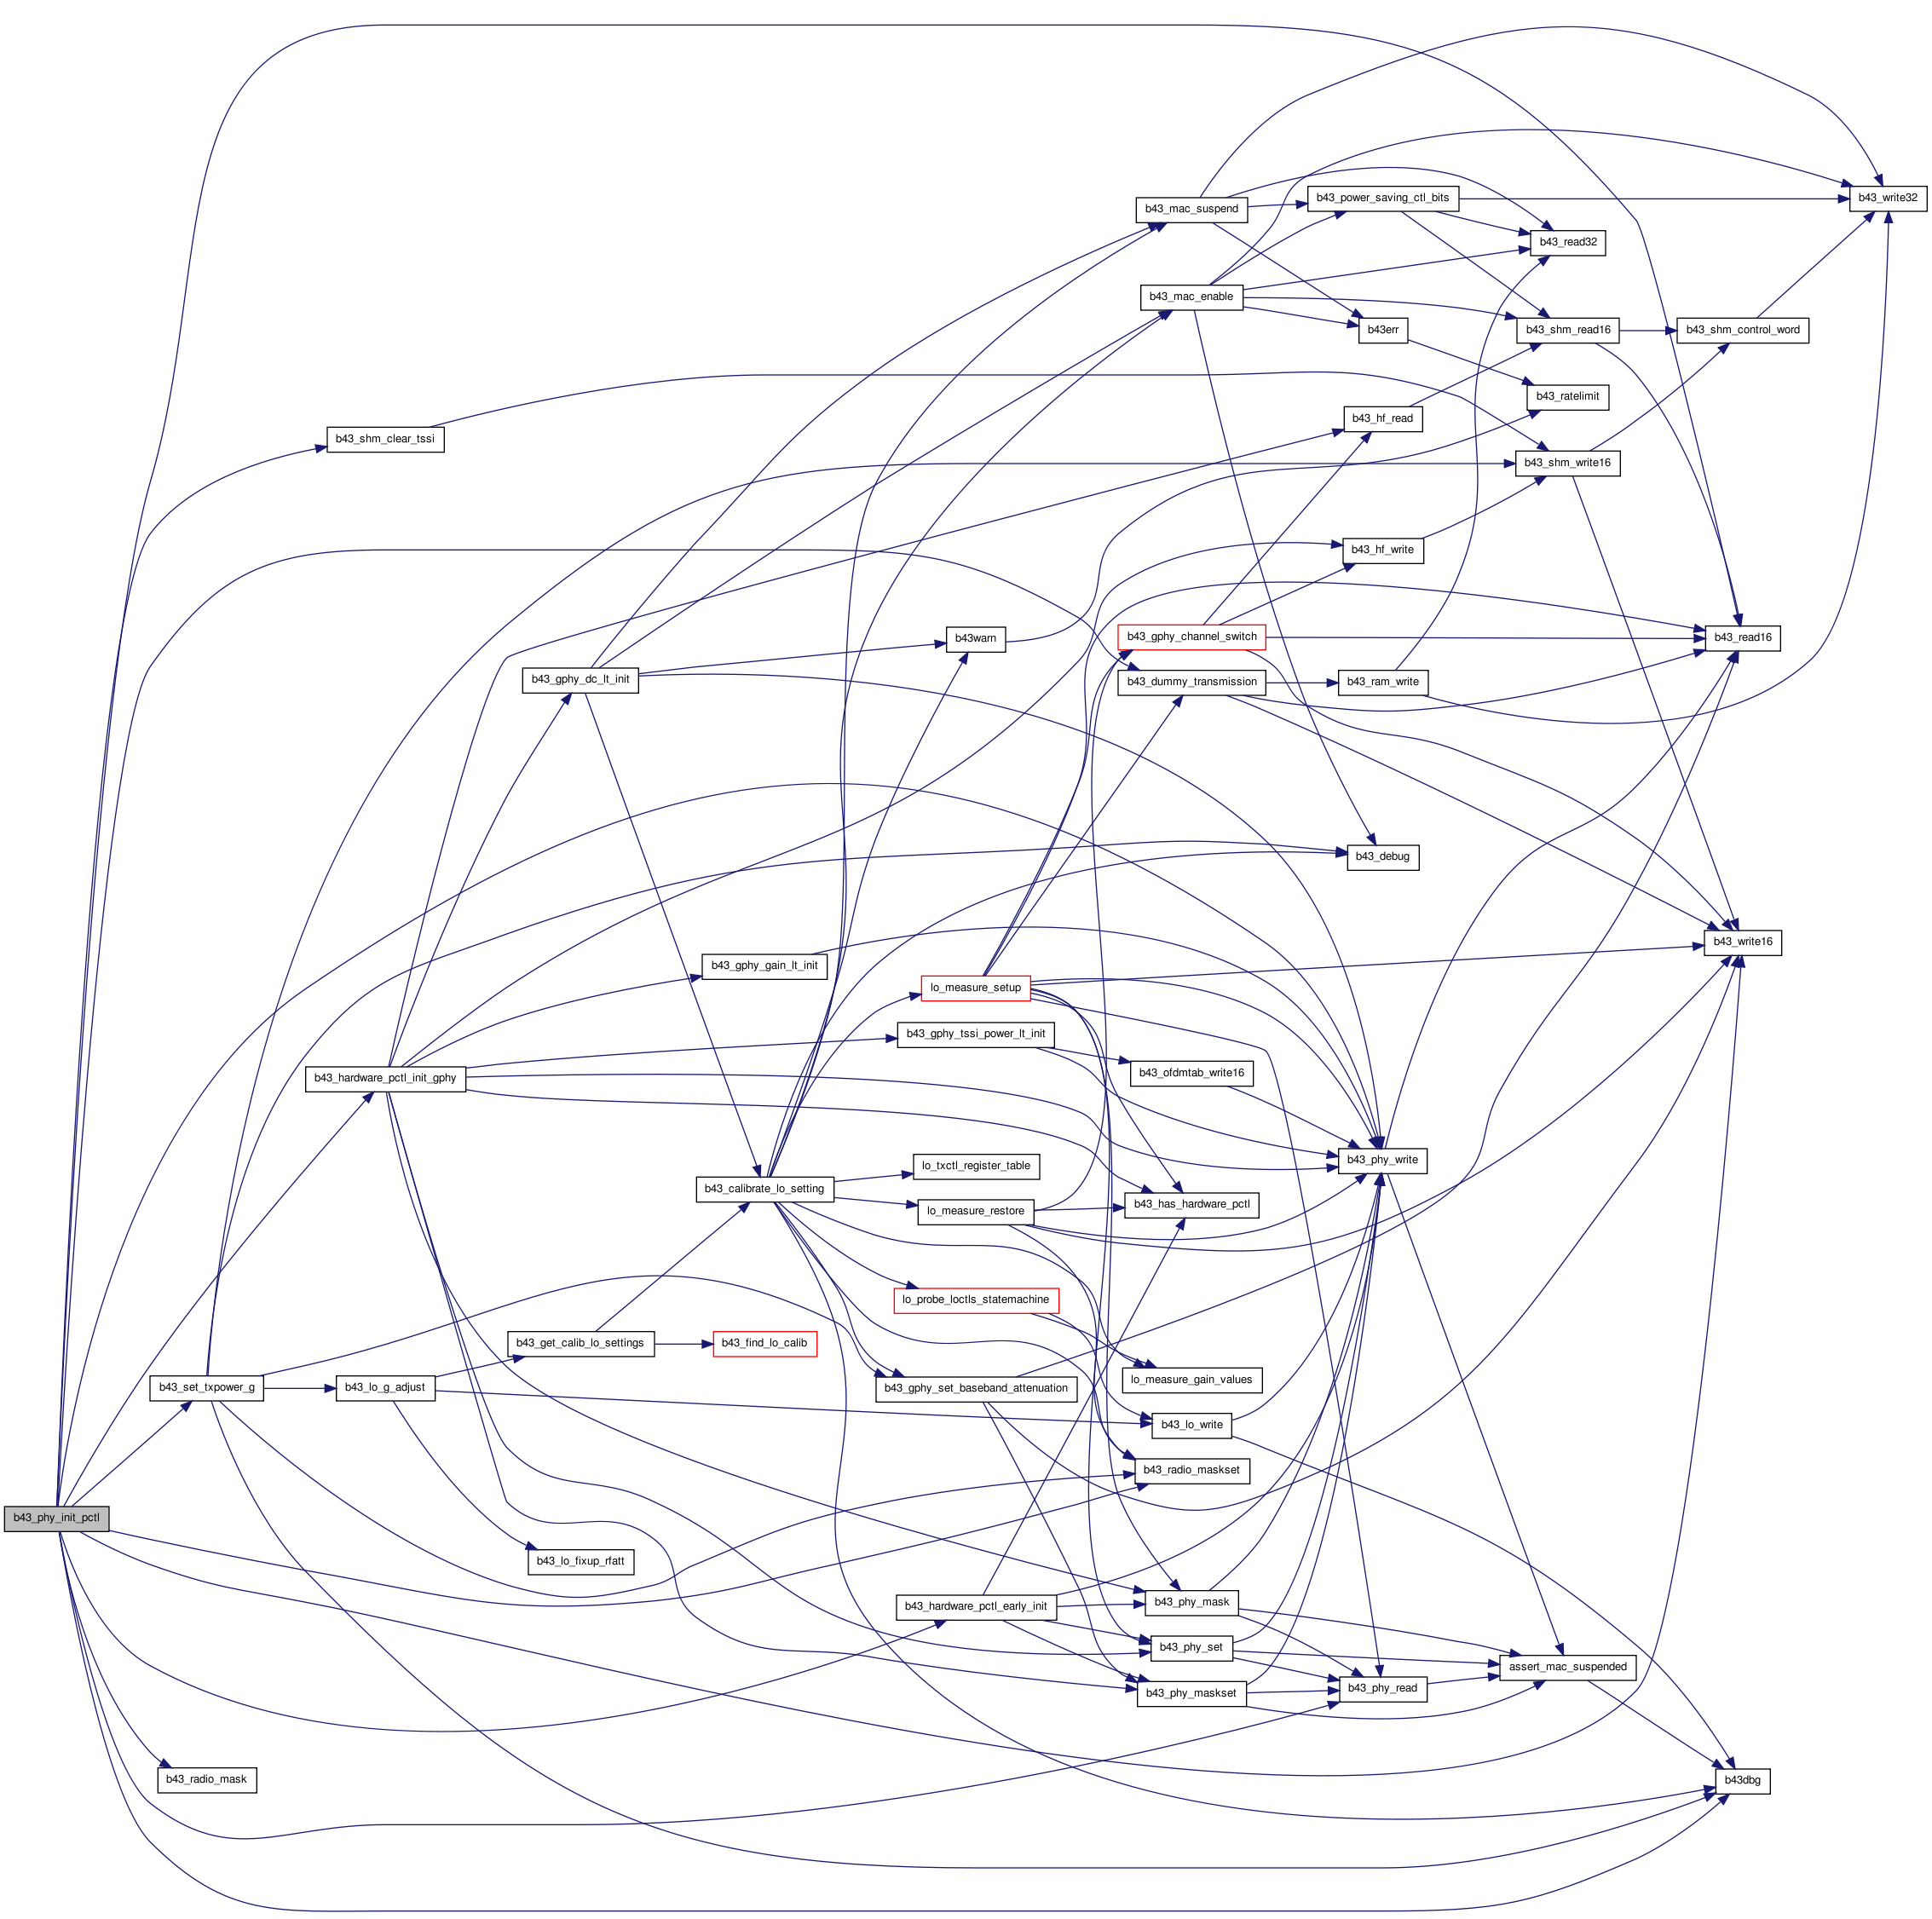 b43_mac_suspend
b43_power_saving_ctl_bits
b43_write32
b43_read32
b43_mac_enable
b43err
b43_shm_read16
b43_shm_control_word
b43_ratelimit
b43_hf_read
b43_shm_clear_tssi
b43_shm_write16
b43_hf_write
b43warn
b43_gphy_channel_switch
b43_read16
b43_gphy_dc_lt_init
b43_dummy_transmission
b43_ram_write
b43_debug
b43_write16
b43_gphy_gain_lt_init
lo_measure_setup
b43_gphy_tssi_power_lt_init
b43_ofdmtab_write16
b43_hardware_pctl_init_gphy
b43_phy_write
lo_txctl_register_table
b43_calibrate_lo_setting
b43_has_hardware_pctl
lo_measure_restore
lo_probe_loctls_statemachine
b43_get_calib_lo_settings
b43_find_lo_calib
lo_measure_gain_values
b43_set_txpower_g
b43_lo_g_adjust
b43_gphy_set_baseband_attenuation
b43_lo_write
b43_radio_maskset
b43_phy_init_pctl
b43_lo_fixup_rfatt
b43_phy_mask
b43_hardware_pctl_early_init
b43_phy_set
assert_mac_suspended
b43_phy_read
b43_phy_maskset
b43_radio_mask
b43dbg